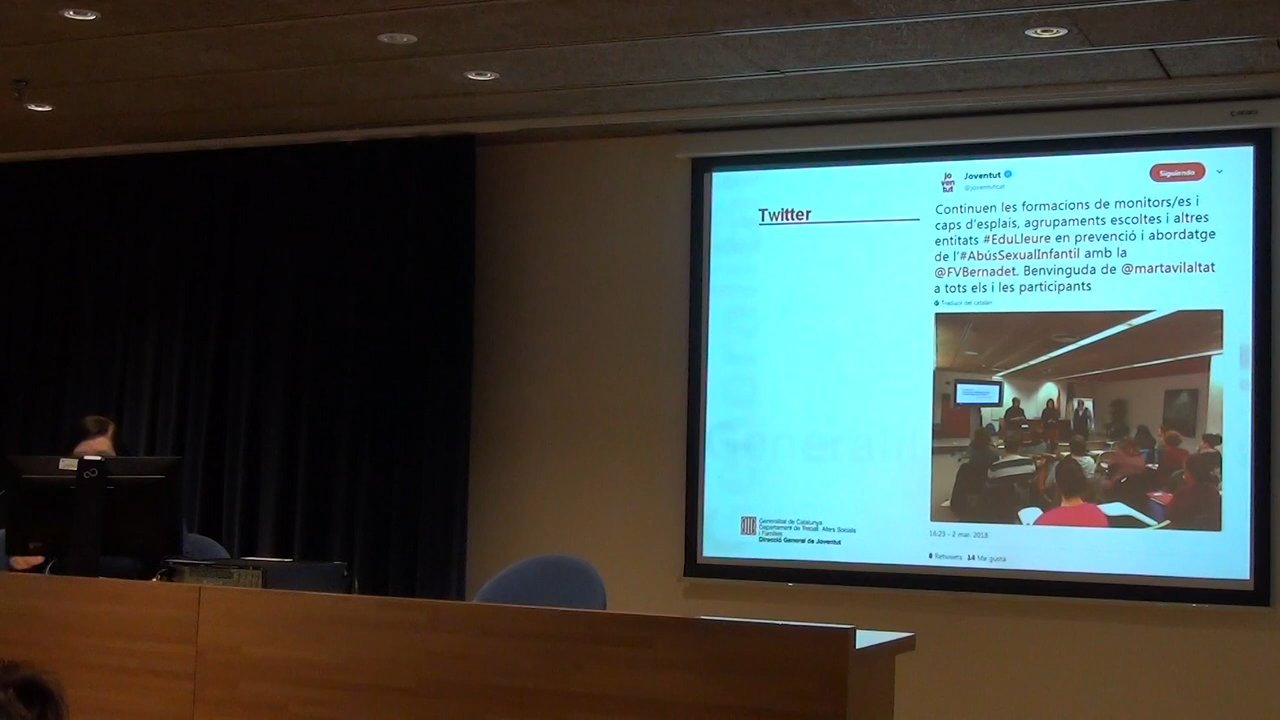 Twitter
jo
ven
tut
Joventut
@joventutcat
Siguiendo
Continuen les formacions de monitors/es i
caps d'esplais, agrupaments escoltes i altres
entitats #EduLleure en prevenció i abordatge
de l'#AbúsSexualInfantil amb la
@FVBernadet. Benvinguda de @martavilaltat
a tots els i les participants
Traducir del catalán
16:23 - 2 mar. 2018
8 Retweets 14 Me gusta
Generalitat de Catalunya
Departament de Treball, Afers Socials
i Famílies
Direcció General de Joventut